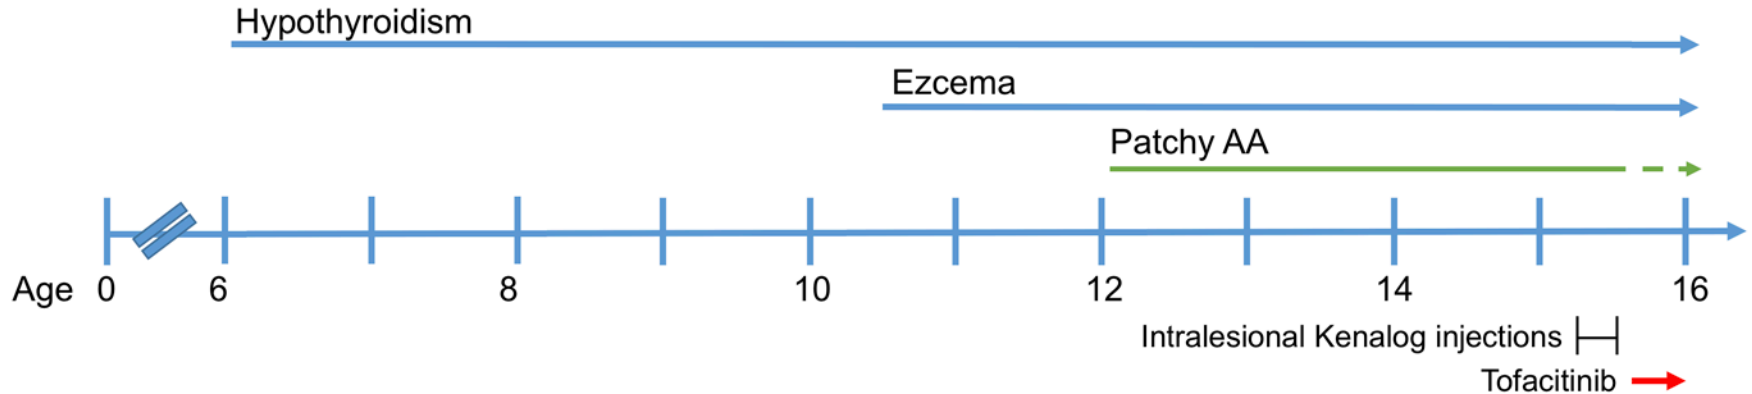 Hypothyroidism
Ezcema
Patchy AA
Age 0 6 8 10 12 14 16
Intralesional Kenalog injections
Tofacitinib